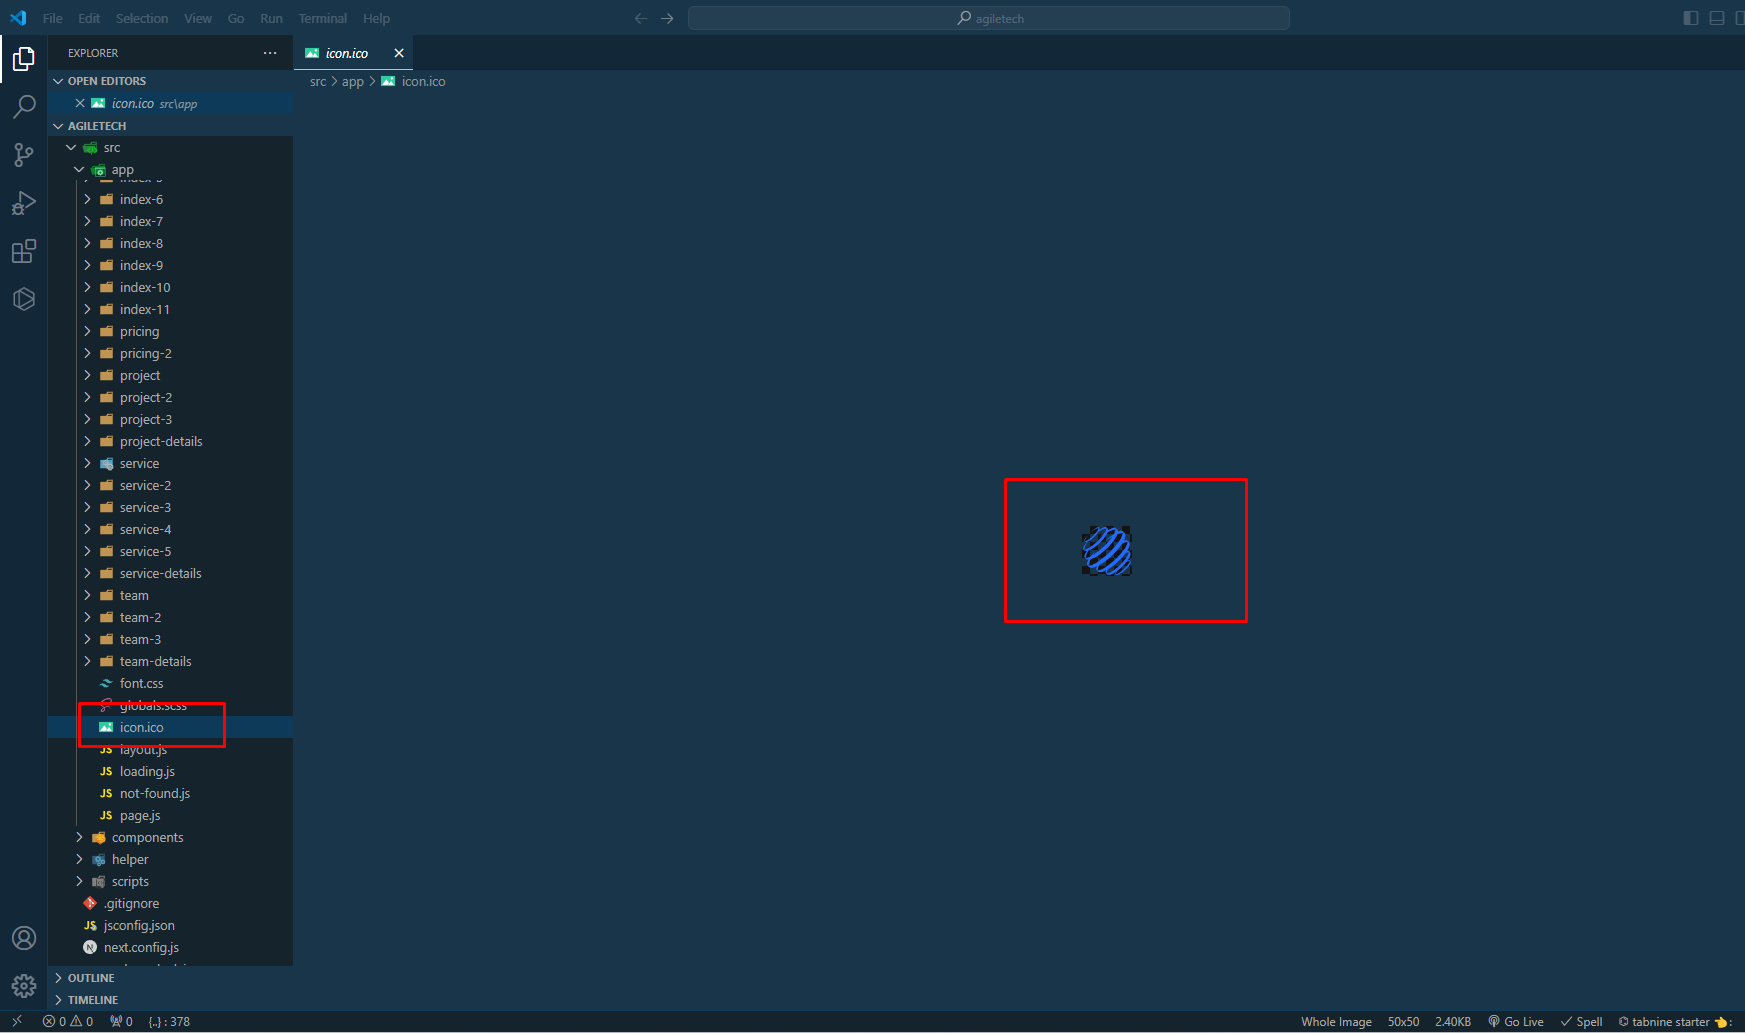 File Edit Selection View Go Run Terminal Help
agiletech
EXPLORER
icon.ico
OPEN EDITORS
icon.ico src\app
AGILETECH
src
app
index-6
index-7
index-8
index-9
index-10
index-11
pricing
pricing-2
project
project-2
project-3
project-details
service
service-2
service-3
service-4
service-5
service-details
team
team-2
team-3
team-details
font.css
globals.scss
icon.ico
JS layout.js
JS loading.js
JS not-found.js
JS page.js
components
helper
scripts
.gitignore
JS jsconfig.json
N next.config.js
OUTLINE
TIMELINE
src > app > icon.ico
0 0 0 {..} : 378
Whole Image 50x50 2.40KB Go Live Spell tabnine starter